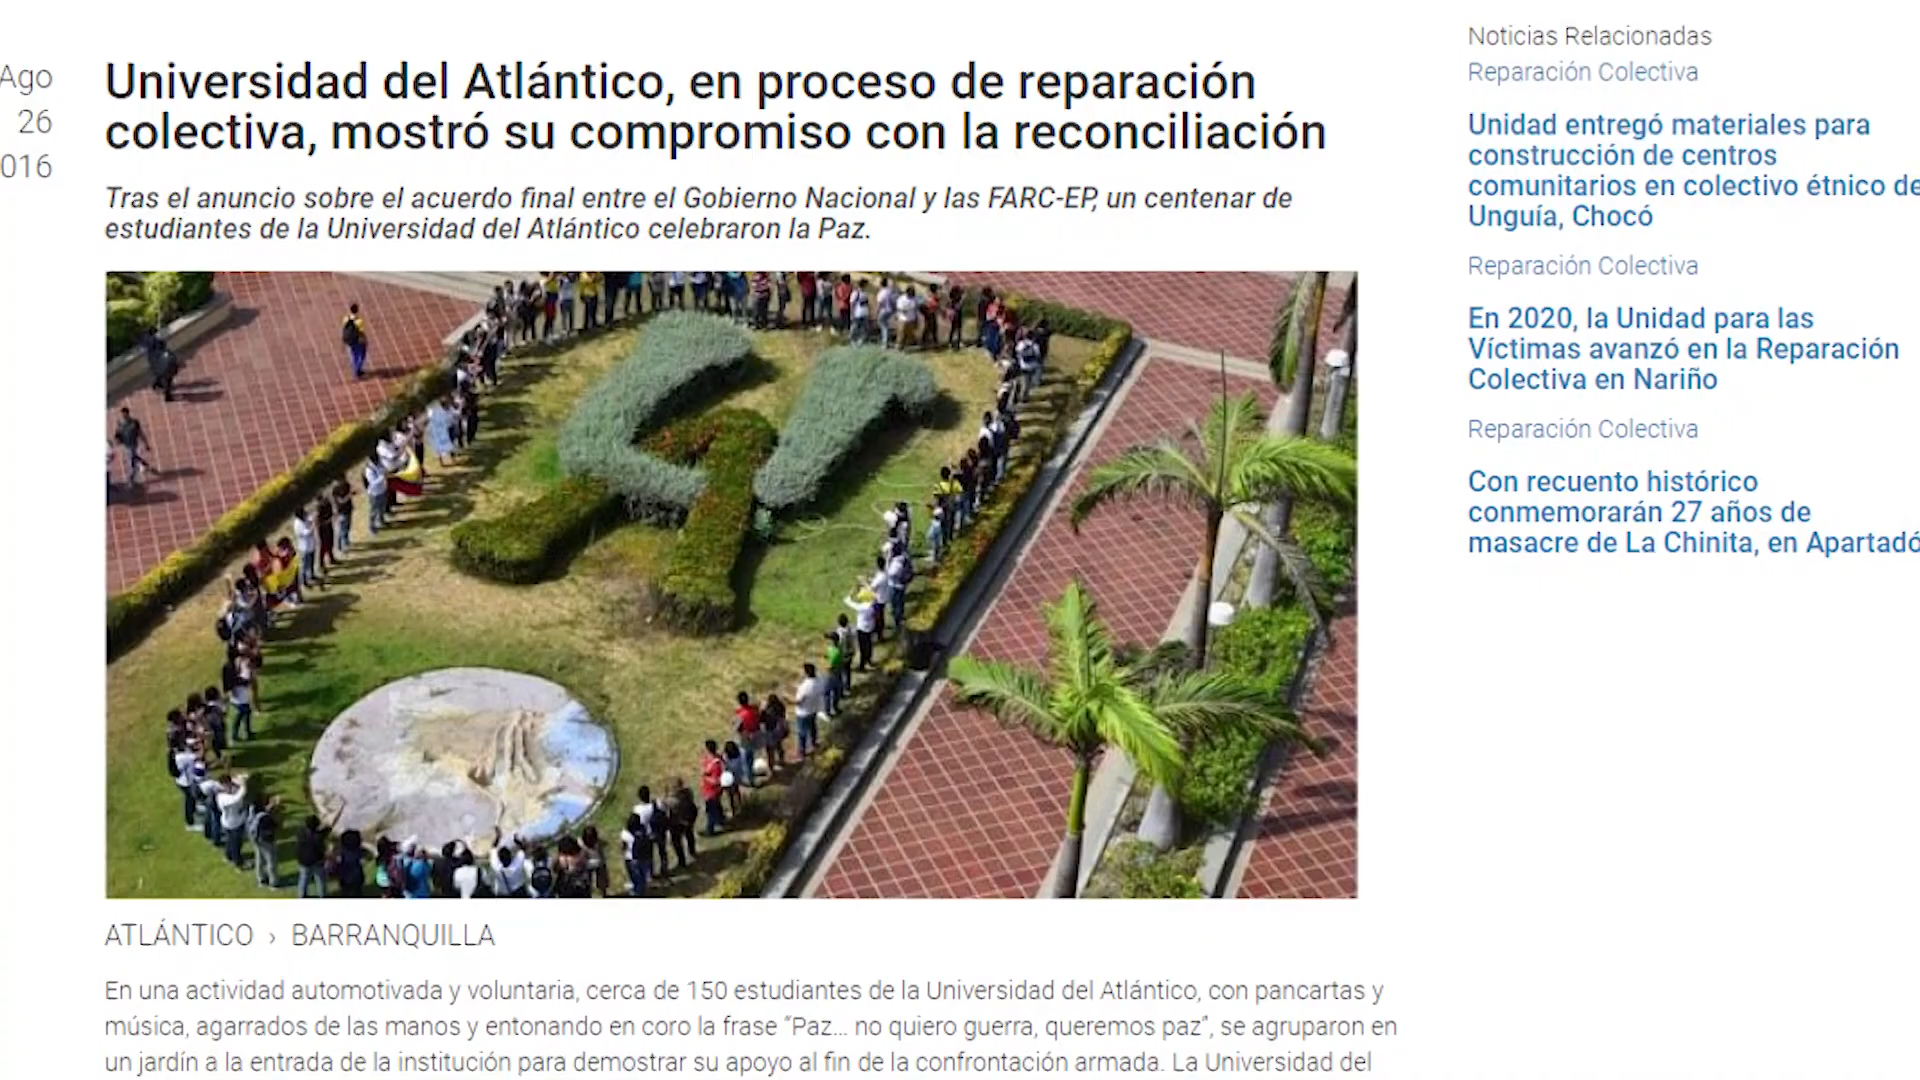 Ago
26
016
Universidad del Atlántico, en proceso de reparación
colectiva, mostró su compromiso con la reconciliación
Tras el anuncio sobre el acuerdo final entre el Gobierno Nacional y las FARC-EP, un centenar de
estudiantes de la Universidad del Atlántico celebraron la Paz.
ATLÁNTICO › BARRANQUILLA
En una actividad automotivada y voluntaria, cerca de 150 estudiantes de la Universidad del Atlántico, con pancartas y
música, agarrados de las manos y entonando en coro la frase “Paz... no quiero guerra, queremos paz”, se agruparon en
un jardín a la entrada de la institución para demostrar su apoyo al fin de la confrontación armada. La Universidad del
Noticias Relacionadas
Reparación Colectiva
Unidad entregó materiales para
construcción de centros
comunitarios en colectivo étnico de
Unguía, Chocó
Reparación Colectiva
En 2020, la Unidad para las
Víctimas avanzó en la Reparación
Colectiva en Nariño
Reparación Colectiva
Con recuento histórico
conmemorarán 27 años de
masacre de La Chinita, en Apartadó